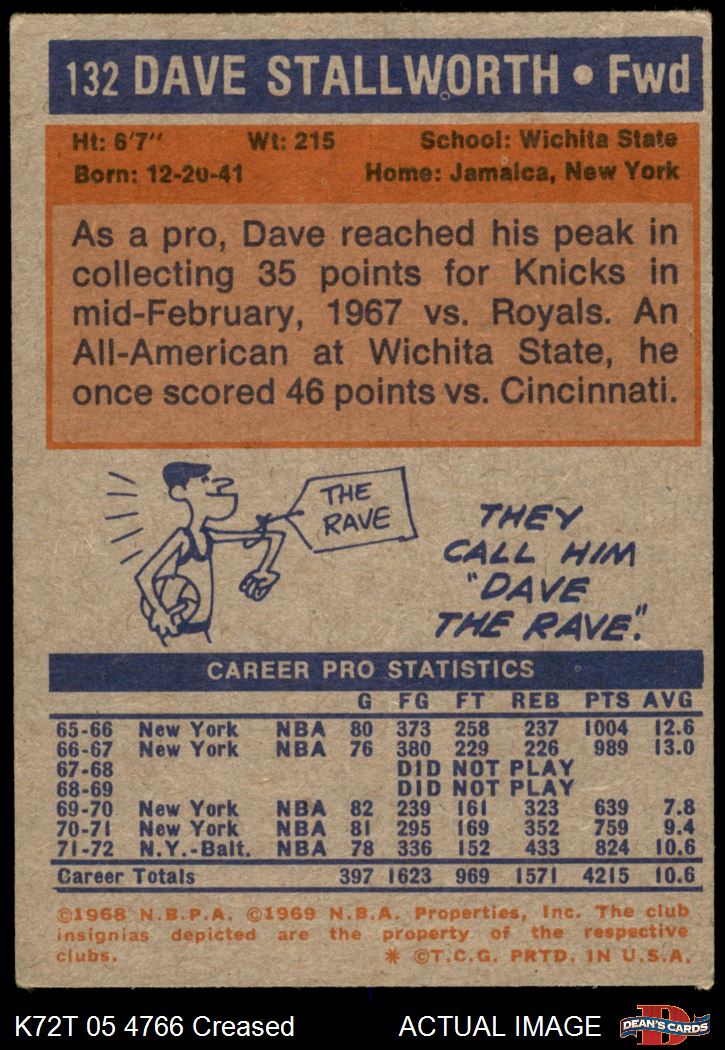 132 DAVE STALLWORTH • Fwd
Ht: 6'7" Wt: 215 School: Wichita State
Born: 12-20-41 Home: Jamaica, New York
As a pro, Dave reached his peak in
collecting 35 points for Knicks in
mid-February, 1967 vs. Royals. An
All-American at Wichita State, he
once scored 46 points vs. Cincinnati.
THE
RAVE
THEY
CALL HIM
"DAVE
THE RAVE."
CAREER PRO STATISTICS
G FG FT REB PTS AVG
65-66 New York NBA 80 373 258 237 1004 12.6
66-67 New York NBA 76 380 229 226 989 13.0
67-68 DID NOT PLAY
68-69 DID NOT PLAY
69-70 New York NBA 82 239 161 323 639 7.8
70-71 New York NBA 81 295 169 352 759 9.4
71-72 N.Y.-Balt. NBA 78 336 152 433 824 10.6
Career Totals 397 1623 969 1571 4215 10.6
©1968 N.B.P.A. ©1969 N.B.A. Properties, Inc. The club
insignias depicted are the property of the respective
clubs. * ©T.C.G. PRTD. IN U.S.A.
K72T 05 4766 Creased ACTUAL IMAGE
D
DEAN'S CARDS